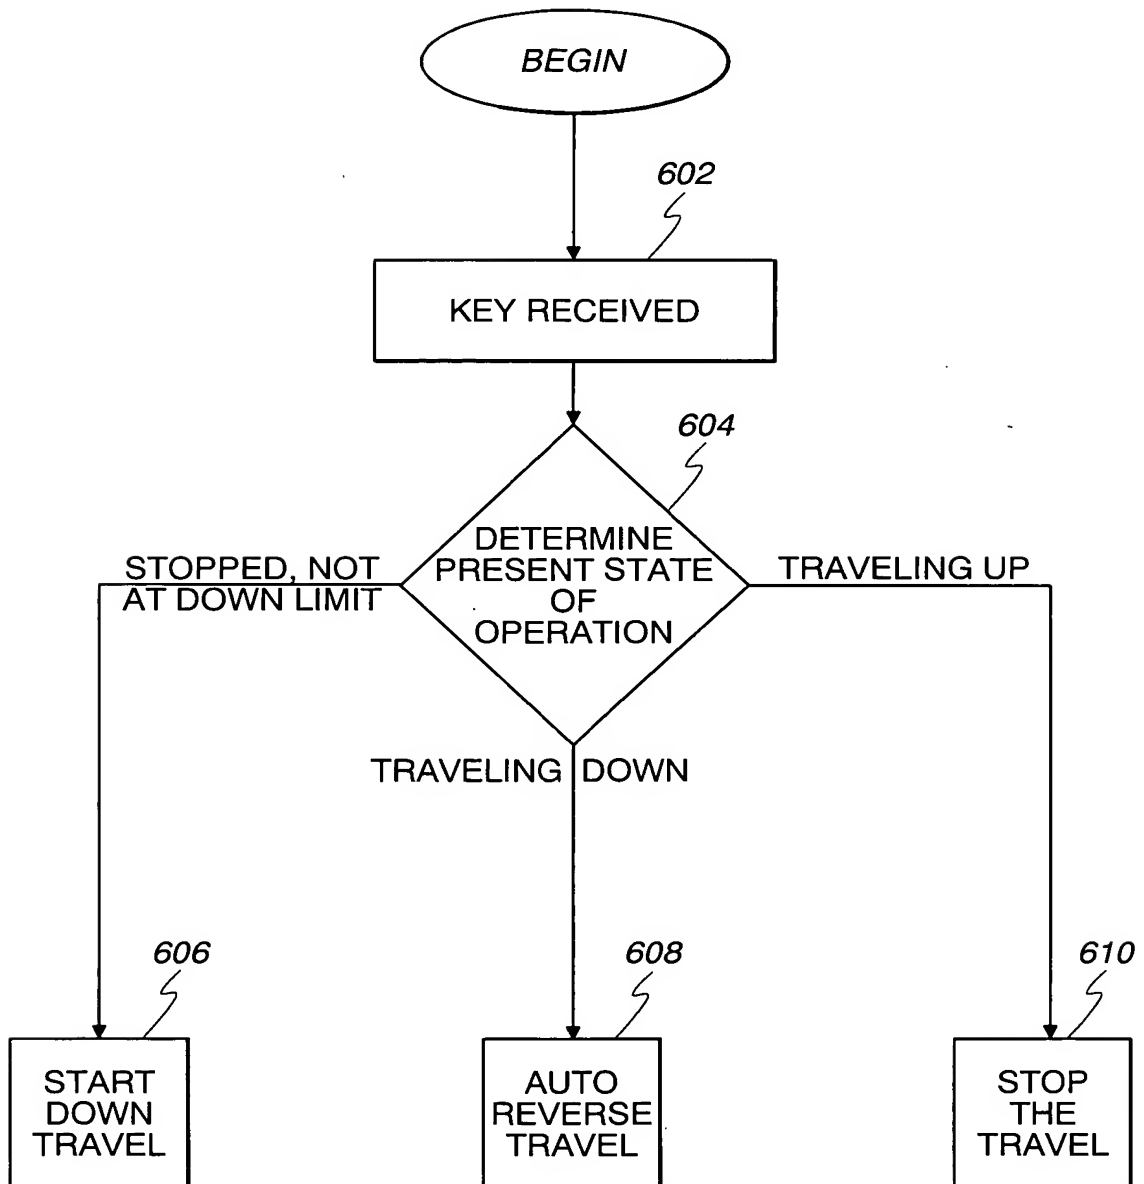 BEGIN
602
KEY RECEIVED
604
DETERMINE
PRESENT STATE
OF
OPERATION
STOPPED, NOT
AT DOWN LIMIT
TRAVELING UP
TRAVELING DOWN
606
608
610
START
DOWN
TRAVEL
AUTO
REVERSE
TRAVEL
STOP
THE
TRAVEL